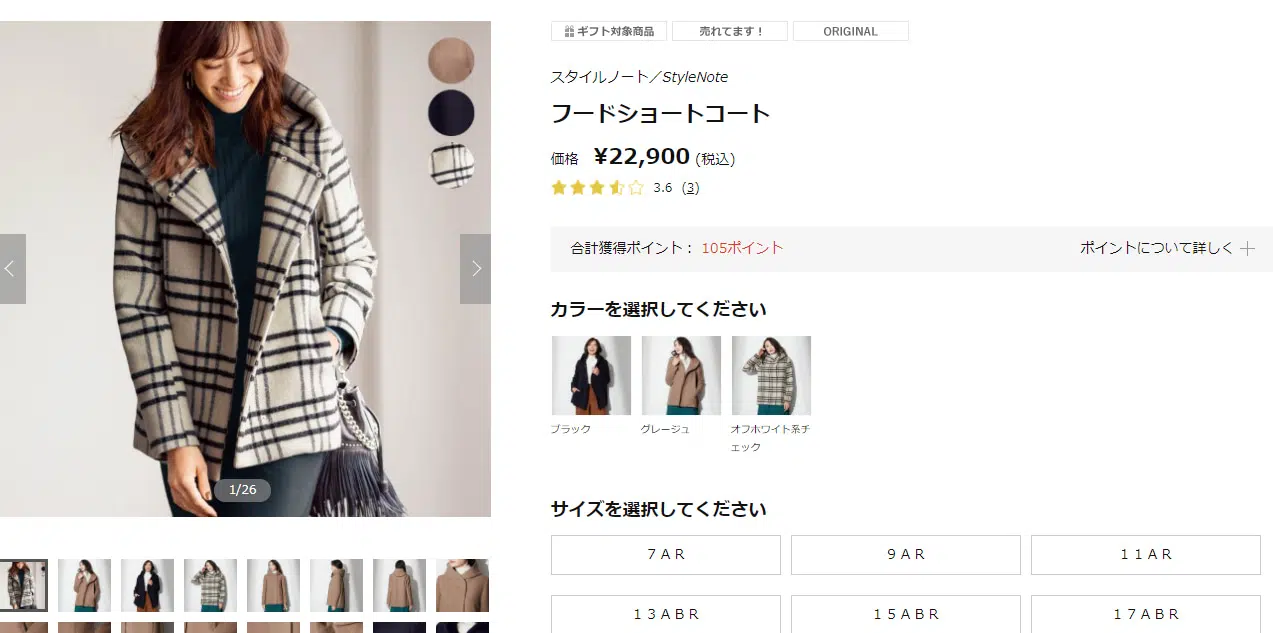 ギフト対象商品
売れてます！
ORIGINAL
スタイルノート／StyleNote
フードショートコート
価格 ¥22,900 (税込)
3.6 (3)
合計獲得ポイント： 105ポイント
ポイントについて詳しく
カラーを選択してください
ブラック
グレージュ
オフホワイト系チ
ェック
1/26
サイズを選択してください
７ＡＲ
９ＡＲ
１１ＡＲ
１３ＡＢＲ
１５ＡＢＲ
１７ＡＢＲ